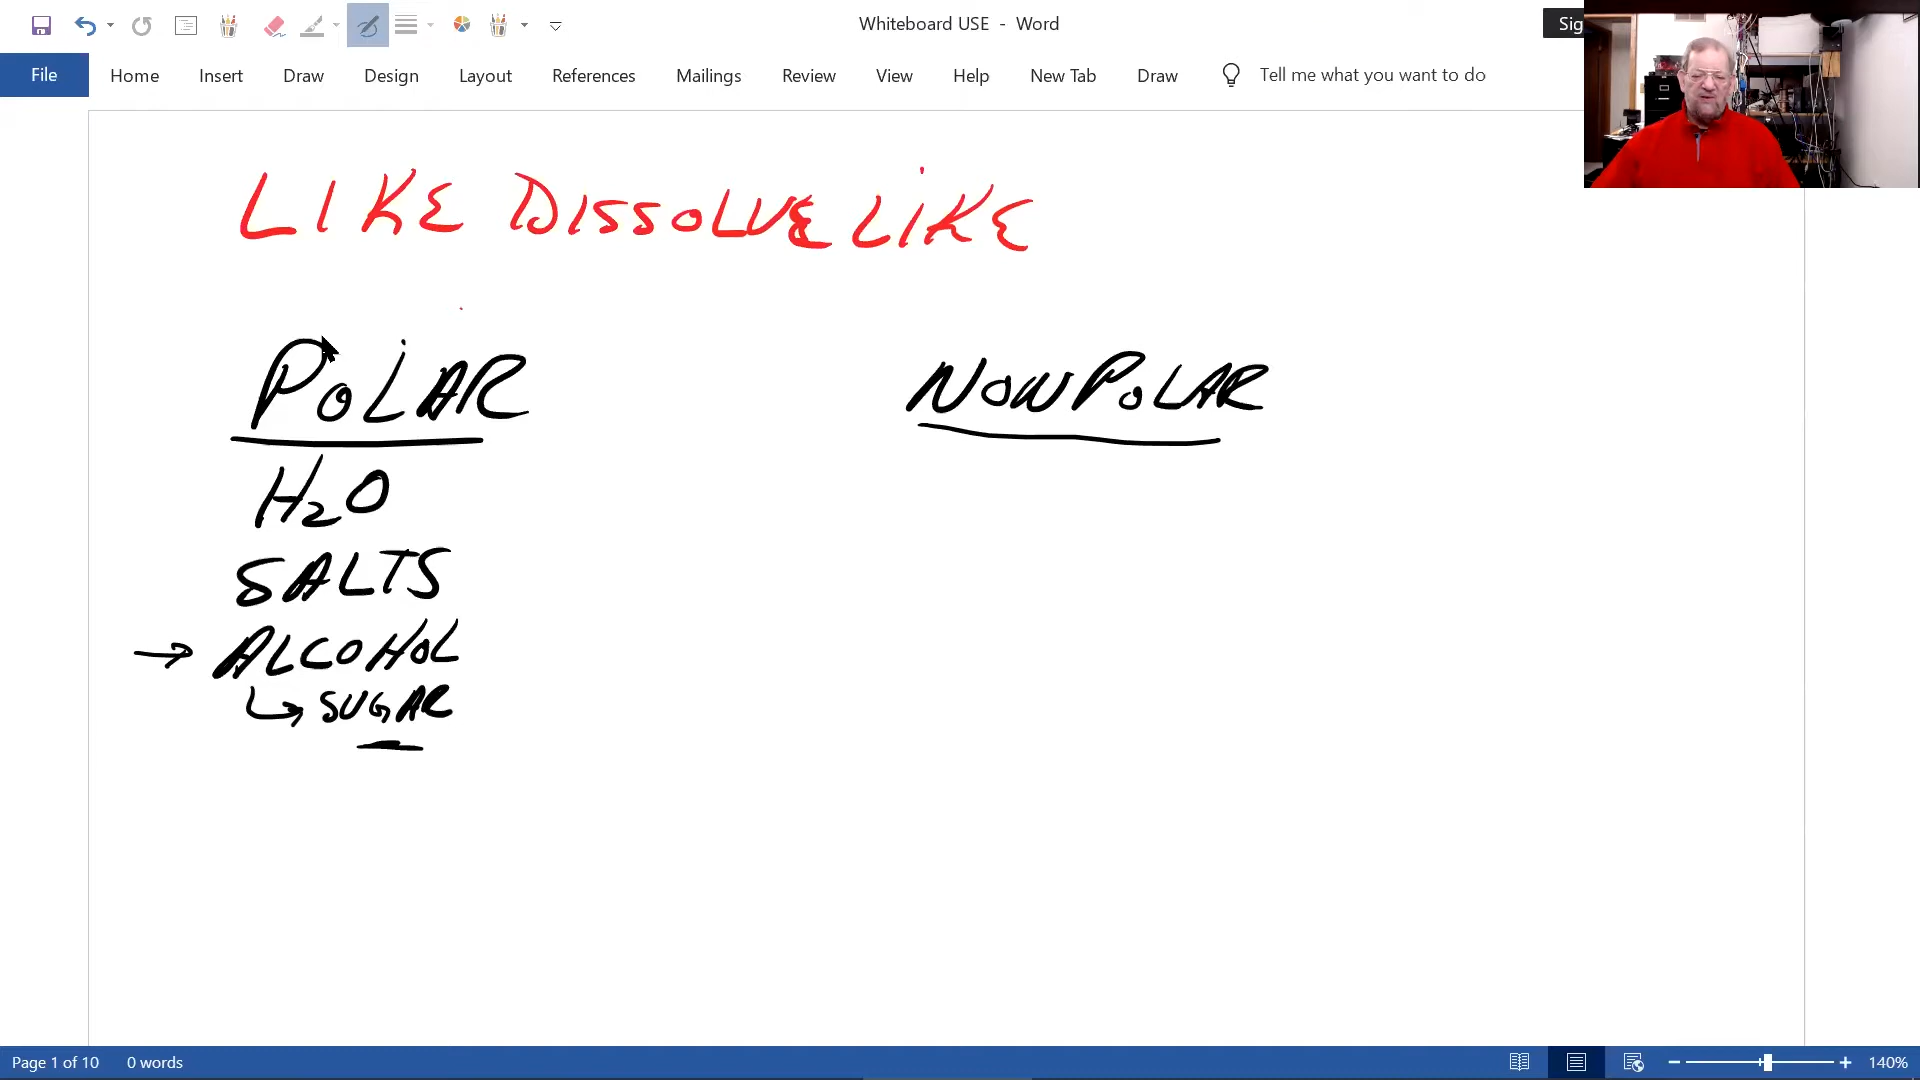 Whiteboard USE - Word
Sig
File Home Insert Draw Design Layout References Mailings Review View Help New Tab Draw Tell me what you want to do
LIKE DISSOLVE LIKE
POLAR NONPOLAR
H₂O
SALTS
→ ALCOHOL
↳ SUGAR
Page 1 of 10 0 words 140%